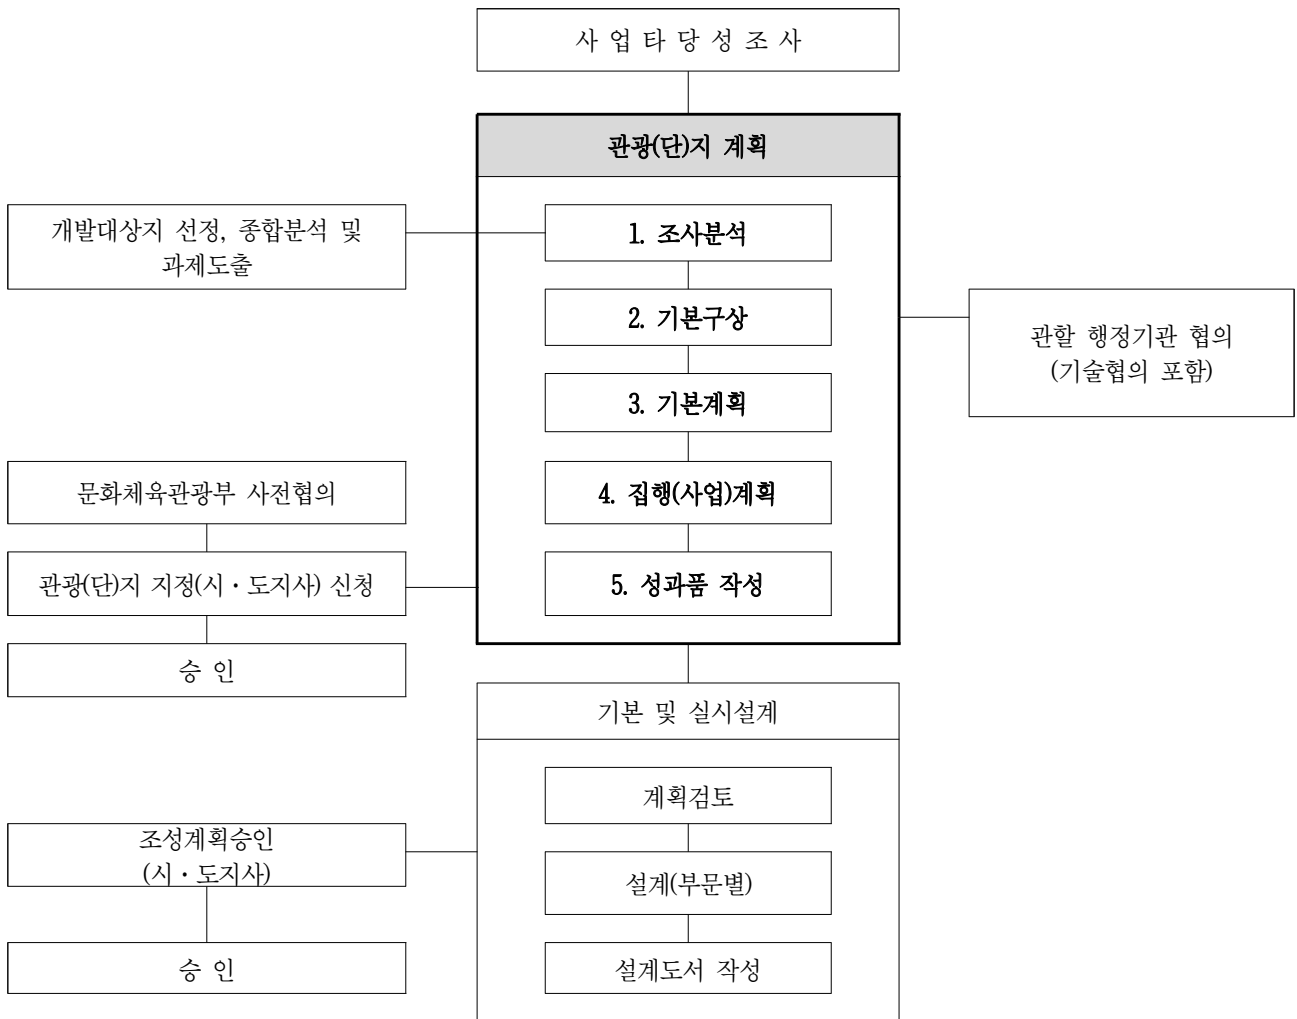 사 업 타 당 성 조 사
관광(단)지 계획
개발대상지 선정, 종합분석 및
과제도출
1. 조사분석
2. 기본구상
관할 행정기관 협의
(기술협의 포함)
3. 기본계획
문화체육관광부 사전협의
4. 집행(사업)계획
관광(단)지 지정(시・도지사) 신청
5. 성과품 작성
승 인
기본 및 실시설계
계획검토
조성계획승인
(시・도지사)
설계(부문별)
승 인
설계도서 작성